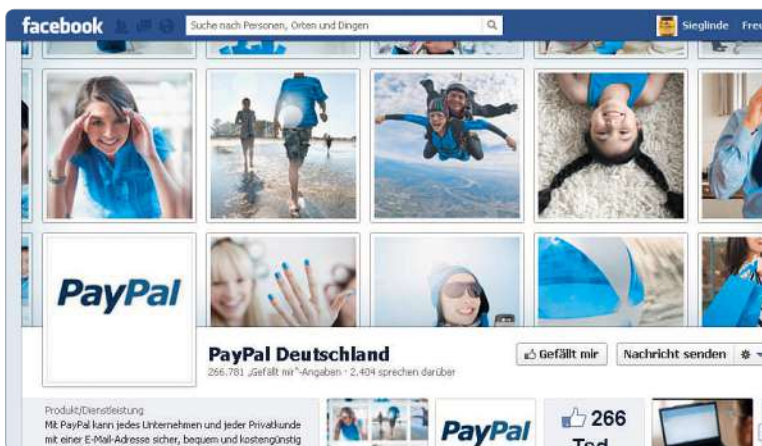 facebook
Suche nach Personen, Orten und Dingen
Sieglinde Freu
PayPal
PayPal Deutschland
266.781 „Gefällt mir“-Angaben · 2.404 sprechen darüber
Gefällt mir
Nachricht senden
Produkt/Dienstleistung
Mit PayPal kann jedes Unternehmen und jeder Privatkunde
mit einer E-Mail-Adresse sicher, bequem und kostengünstig
PayPal
266
Tsd